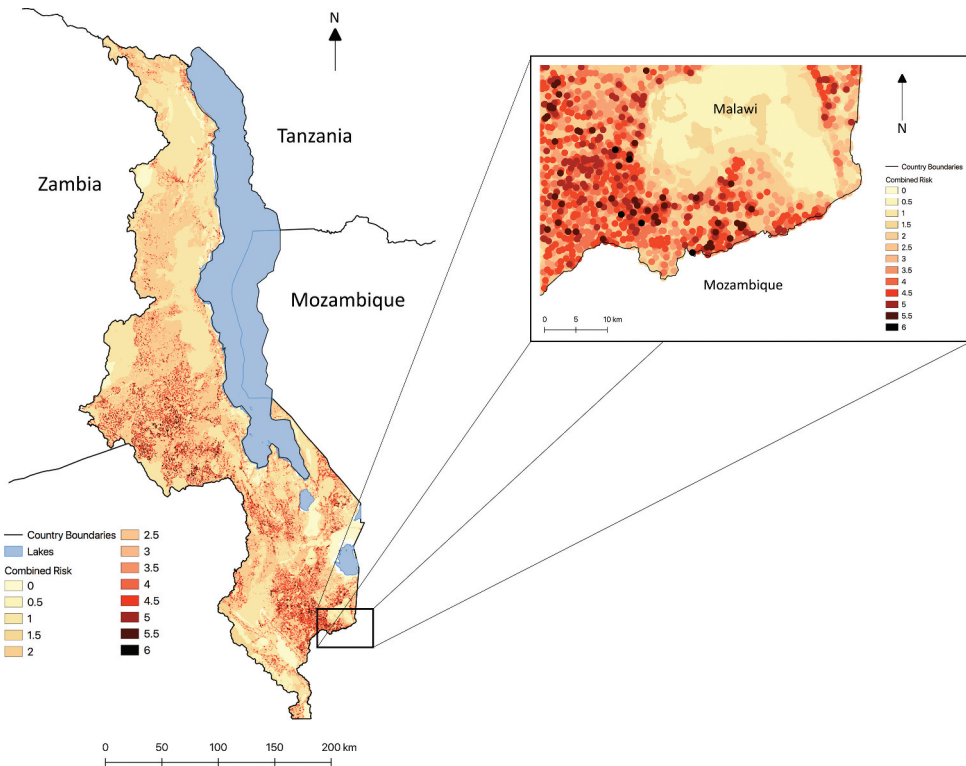 N
Tanzania
Zambia
Mozambique
Country Boundaries
Lakes
Combined Risk
0
0.5
1
1.5
2
2.5
3
3.5
4
4.5
5
5.5
6
0 50 100 150 200 km
Malawi
N
Mozambique
Country Boundaries
Combined Risk
0
0.5
1
1.5
2
2.5
3
3.5
4
4.5
5
5.5
6
0 5 10 km